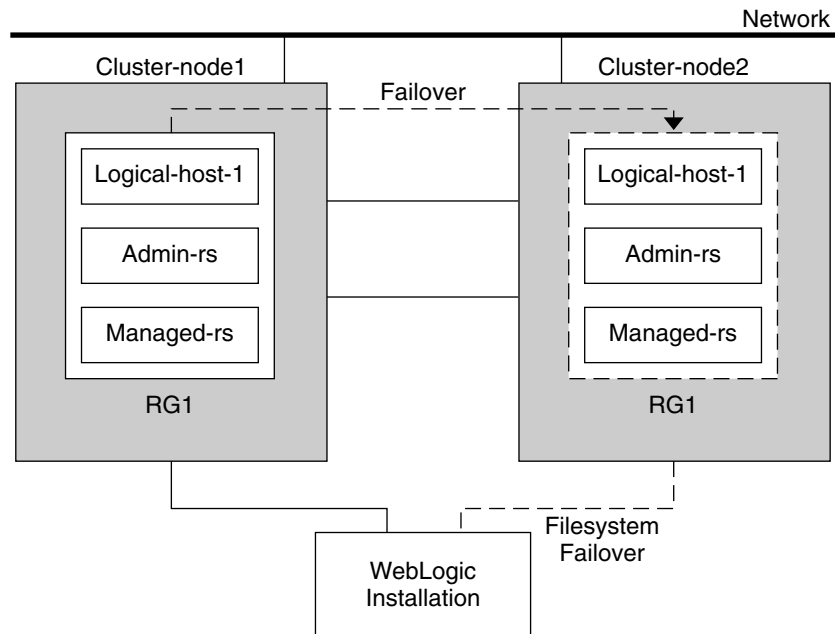 Network
Cluster-node1
Cluster-node2
Failover
Logical-host-1
Admin-rs
Managed-rs
RG1
Logical-host-1
Admin-rs
Managed-rs
RG1
Filesystem
Failover
WebLogic
Installation